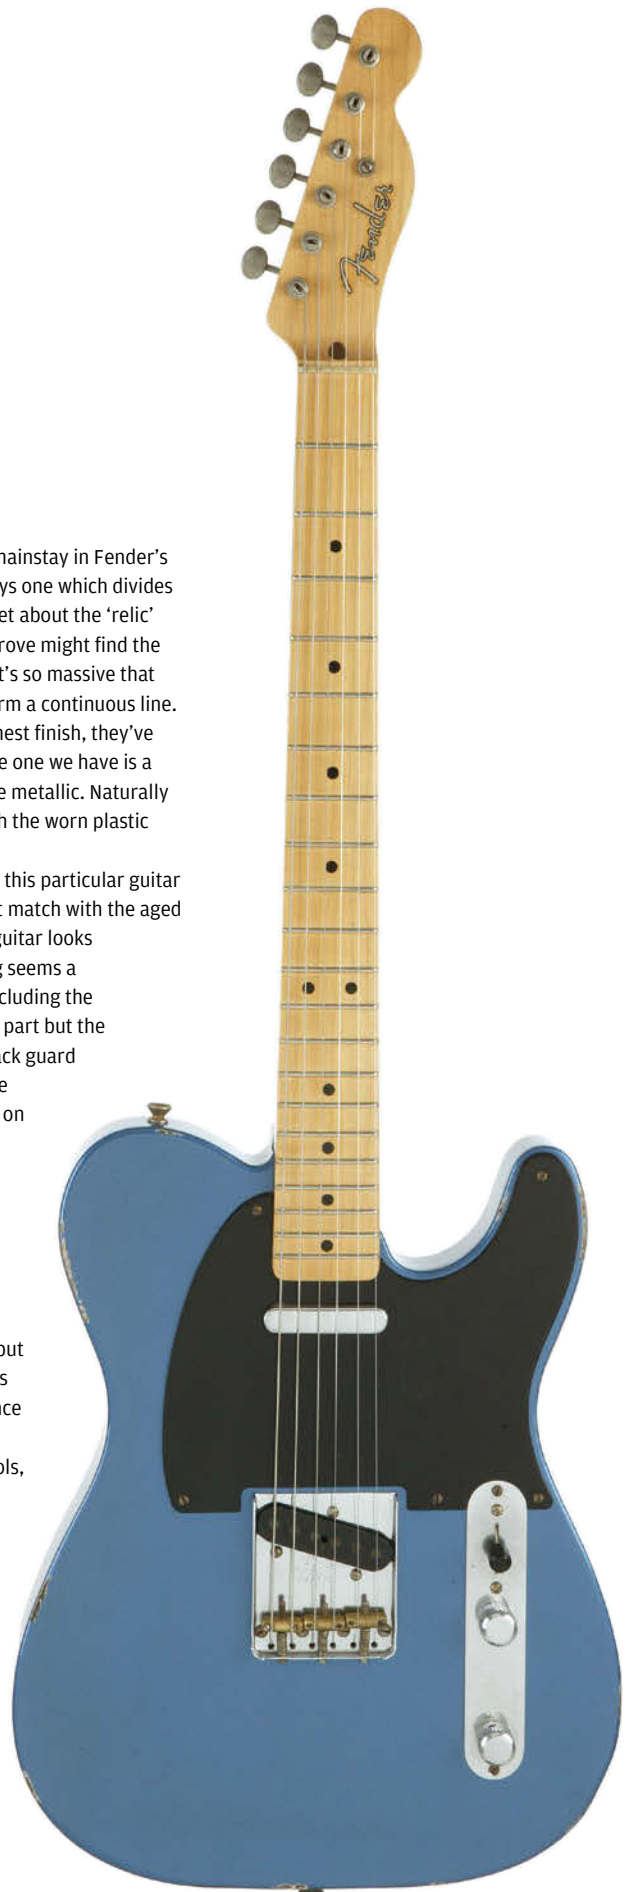 Fender
nainstay in Fender's
ys one which divides
et about the ‘relic’
rove might find the
t's so massive that
rm a continuous line.
nest finish, they've
e one we have is a
e metallic. Naturally
h the worn plastic
this particular guitar
t match with the aged
guitar looks
g seems a
cluding the
part but the
ack guard
e
on
out
s
nce
ols,